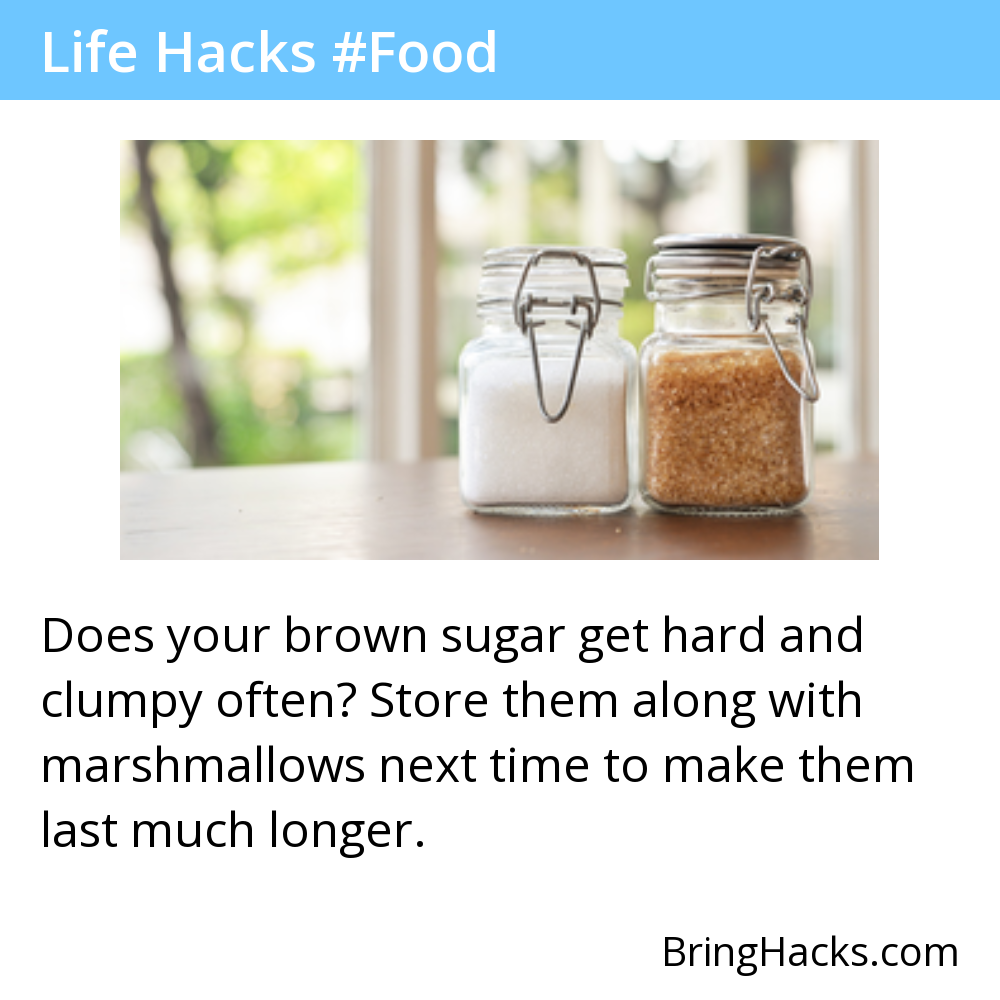 Life Hacks #Food
Does your brown sugar get hard and
clumpy often? Store them along with
marshmallows next time to make them
last much longer.
BringHacks.com